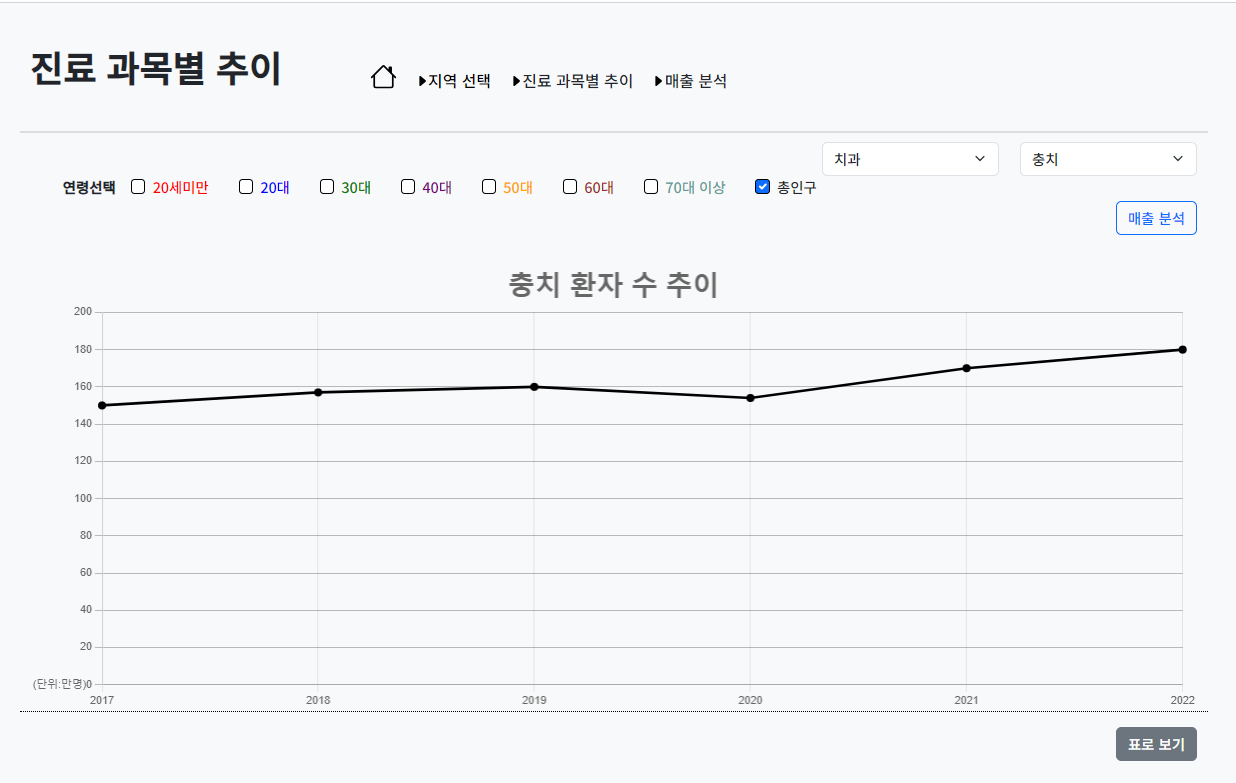 진료 과목별 추이
지역 선택 진료 과목별 추이 매출 분석
치과 충치
연령선택 20세미만 20대 30대 40대 50대 60대 70대 이상 총인구
매출 분석
충치 환자 수 추이
200
180
160
140
120
100
80
60
40
20
(단위:만명)0
2017 2018 2019 2020 2021 2022
표로 보기